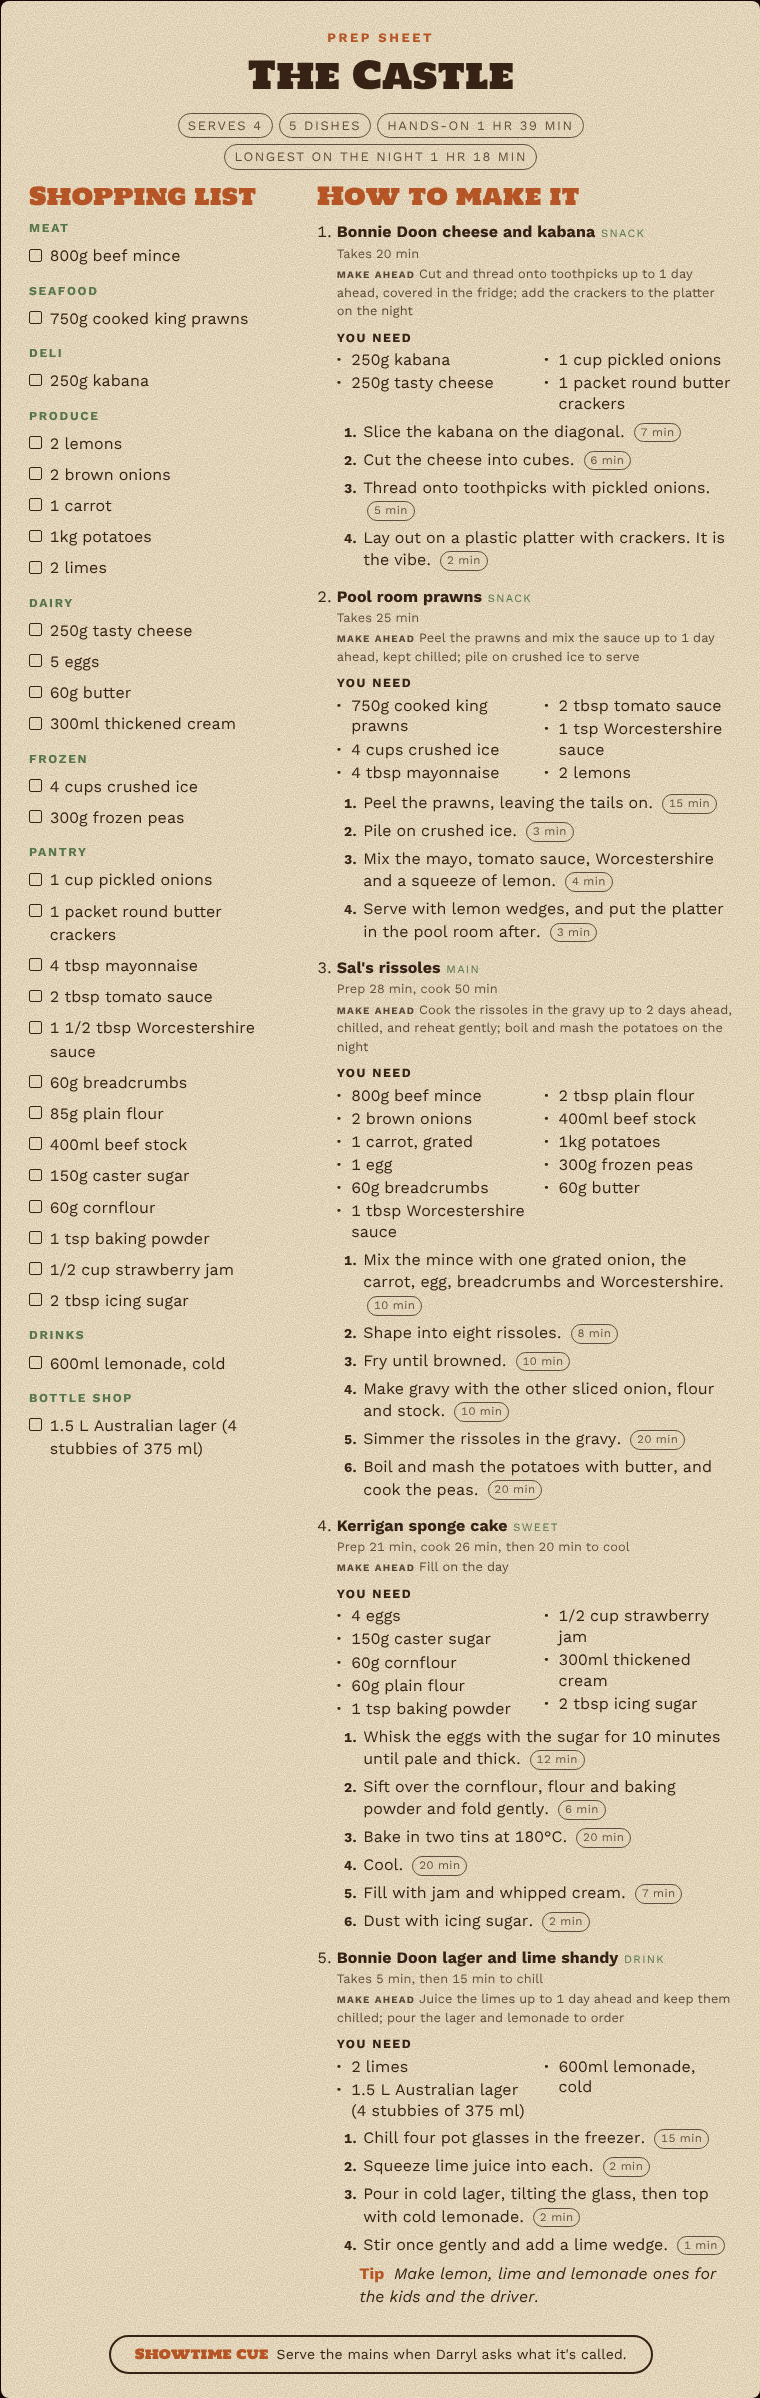 PREP SHEET
THE CASTLE
SERVES 4
5 DISHES
HANDS-ON 1 HR 39 MIN
LONGEST ON THE NIGHT 1 HR 18 MIN
SHOPPING LIST
MEAT
800g beef mince
SEAFOOD
750g cooked king prawns
DELI
250g kabana
PRODUCE
2 lemons
2 brown onions
1 carrot
1kg potatoes
2 limes
DAIRY
250g tasty cheese
5 eggs
60g butter
300ml thickened cream
FROZEN
4 cups crushed ice
300g frozen peas
PANTRY
1 cup pickled onions
1 packet round butter
crackers
4 tbsp mayonnaise
2 tbsp tomato sauce
1 1/2 tbsp Worcestershire
sauce
60g breadcrumbs
85g plain flour
400ml beef stock
150g caster sugar
60g cornflour
1 tsp baking powder
1/2 cup strawberry jam
2 tbsp icing sugar
DRINKS
600ml lemonade, cold
BOTTLE SHOP
1.5 L Australian lager (4
stubbies of 375 ml)
HOW TO MAKE IT
1. Bonnie Doon cheese and kabana SNACK
Takes 20 min
MAKE AHEAD Cut and thread onto toothpicks up to 1 day
ahead, covered in the fridge; add the crackers to the platter
on the night
YOU NEED
• 250g kabana
• 250g tasty cheese
• 1 cup pickled onions
• 1 packet round butter
crackers
1. Slice the kabana on the diagonal. 7 min
2. Cut the cheese into cubes. 6 min
3. Thread onto toothpicks with pickled onions.
5 min
4. Lay out on a plastic platter with crackers. It is
the vibe. 2 min
2. Pool room prawns SNACK
Takes 25 min
MAKE AHEAD Peel the prawns and mix the sauce up to 1 day
ahead, kept chilled; pile on crushed ice to serve
YOU NEED
• 750g cooked king
prawns
• 4 cups crushed ice
• 4 tbsp mayonnaise
• 2 tbsp tomato sauce
• 1 tsp Worcestershire
sauce
• 2 lemons
1. Peel the prawns, leaving the tails on. 15 min
2. Pile on crushed ice. 3 min
3. Mix the mayo, tomato sauce, Worcestershire
and a squeeze of lemon. 4 min
4. Serve with lemon wedges, and put the platter
in the pool room after. 3 min
3. Sal's rissoles MAIN
Prep 28 min, cook 50 min
MAKE AHEAD Cook the rissoles in the gravy up to 2 days ahead,
chilled, and reheat gently; boil and mash the potatoes on the
night
YOU NEED
• 800g beef mince
• 2 brown onions
• 1 carrot, grated
• 1 egg
• 60g breadcrumbs
• 1 tbsp Worcestershire
sauce
• 2 tbsp plain flour
• 400ml beef stock
• 1kg potatoes
• 300g frozen peas
• 60g butter
1. Mix the mince with one grated onion, the
carrot, egg, breadcrumbs and Worcestershire.
10 min
2. Shape into eight rissoles. 8 min
3. Fry until browned. 10 min
4. Make gravy with the other sliced onion, flour
and stock. 10 min
5. Simmer the rissoles in the gravy. 20 min
6. Boil and mash the potatoes with butter, and
cook the peas. 20 min
4. Kerrigan sponge cake SWEET
Prep 21 min, cook 26 min, then 20 min to cool
MAKE AHEAD Fill on the day
YOU NEED
• 4 eggs
• 150g caster sugar
• 60g cornflour
• 60g plain flour
• 1 tsp baking powder
• 1/2 cup strawberry
jam
• 300ml thickened
cream
• 2 tbsp icing sugar
1. Whisk the eggs with the sugar for 10 minutes
until pale and thick. 12 min
2. Sift over the cornflour, flour and baking
powder and fold gently. 6 min
3. Bake in two tins at 180°C. 20 min
4. Cool. 20 min
5. Fill with jam and whipped cream. 7 min
6. Dust with icing sugar. 2 min
5. Bonnie Doon lager and lime shandy DRINK
Takes 5 min, then 15 min to chill
MAKE AHEAD Juice the limes up to 1 day ahead and keep them
chilled; pour the lager and lemonade to order
YOU NEED
• 2 limes
• 1.5 L Australian lager
(4 stubbies of 375 ml)
• 600ml lemonade,
cold
1. Chill four pot glasses in the freezer. 15 min
2. Squeeze lime juice into each. 2 min
3. Pour in cold lager, tilting the glass, then top
with cold lemonade. 2 min
4. Stir once gently and add a lime wedge. 1 min
Tip Make lemon, lime and lemonade ones for
the kids and the driver.
SHOWTIME CUE Serve the mains when Darryl asks what it's called.